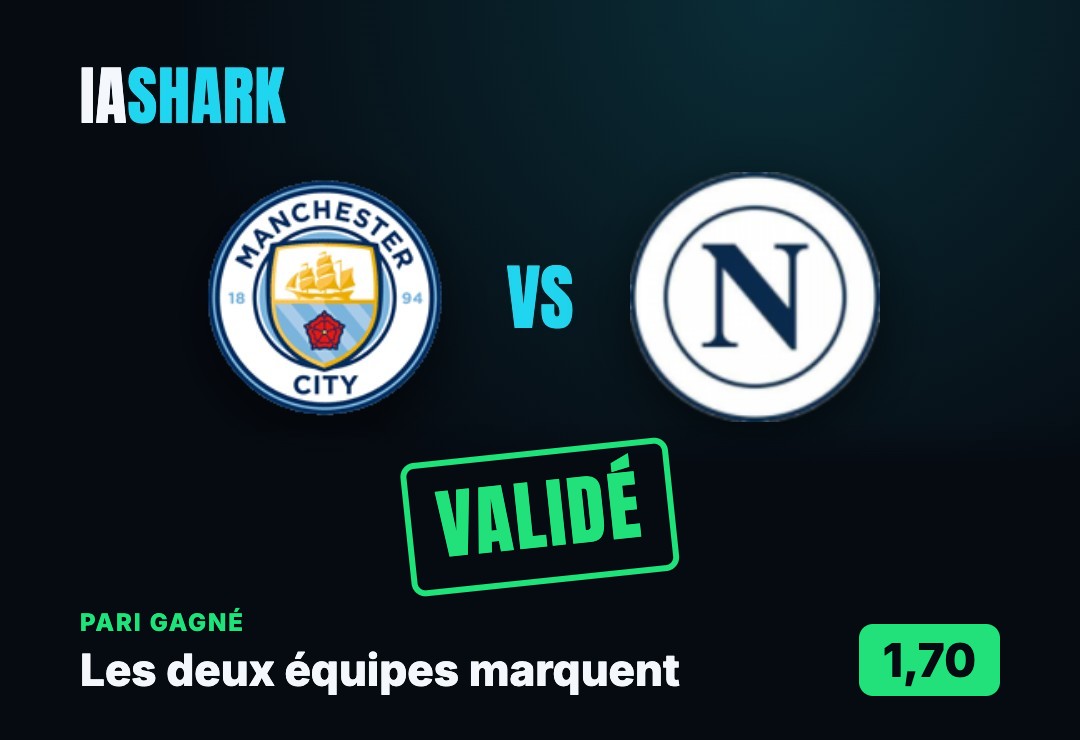 IASHARK
MANCHESTER
18 94
CITY
VS
N
VALIDÉ
PARI GAGNÉ
Les deux équipes marquent
1,70